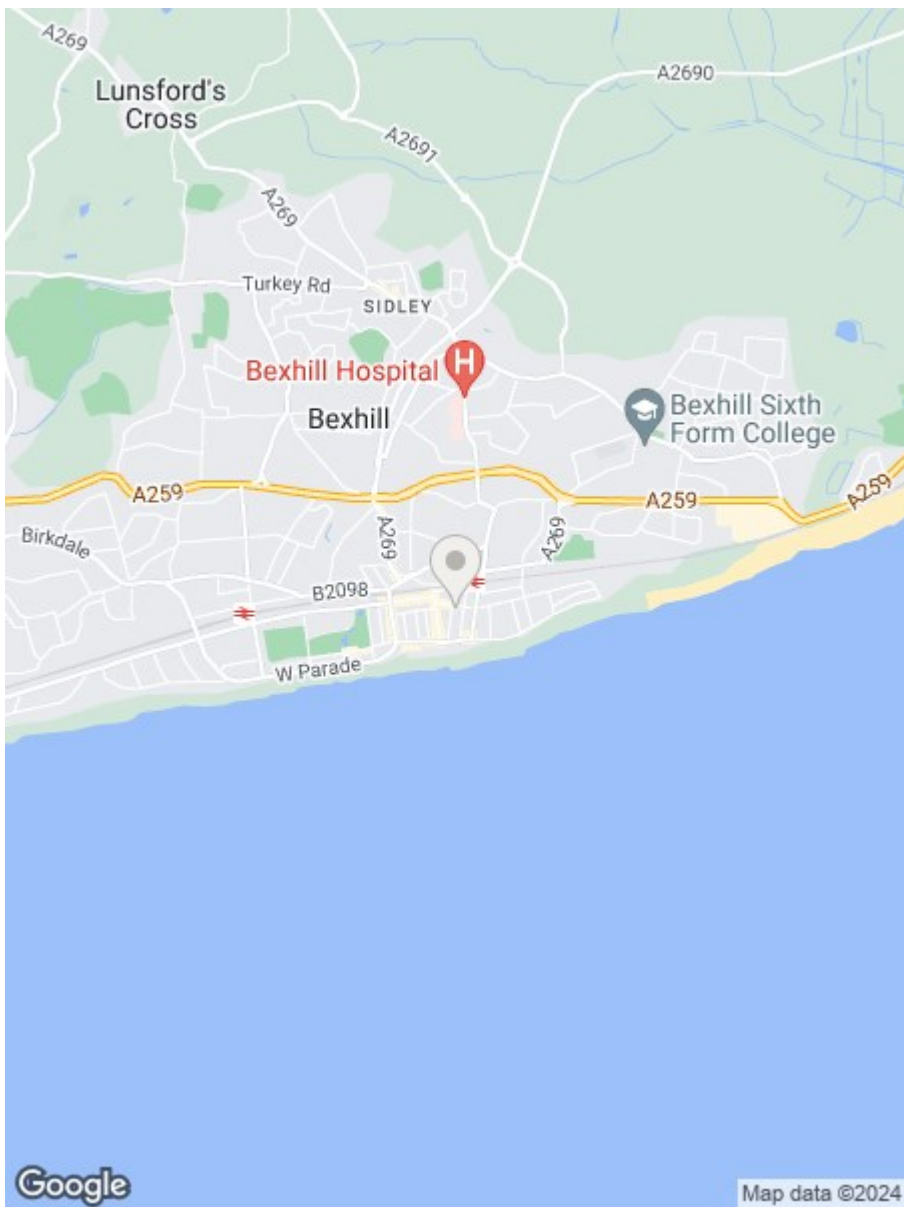 A269
A2690
Lunsford's
Cross
A2691
A269
Turkey Rd
SIDLEY
H
Bexhill Hospital
Bexhill
Bexhill Sixth
Form College
A259
A259
A259
Birkdale
A269
A269
B2098
W Parade
Google
Map data ©2024